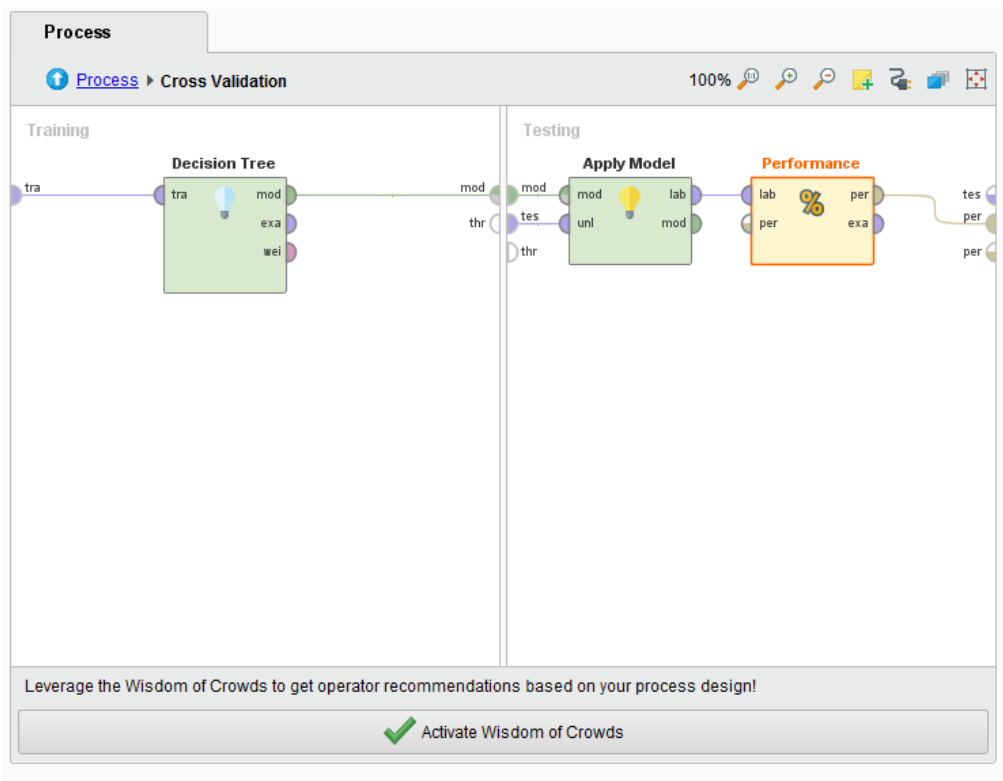 Process
Process ▸ Cross Validation
100%
Training
Testing
Decision Tree
Apply Model
Performance
tra
tra
mod
exa
wei
mod
thr
mod
tes
thr
mod
unl
lab
mod
lab
per
per
exa
tes
per
per
Leverage the Wisdom of Crowds to get operator recommendations based on your process design!
Activate Wisdom of Crowds